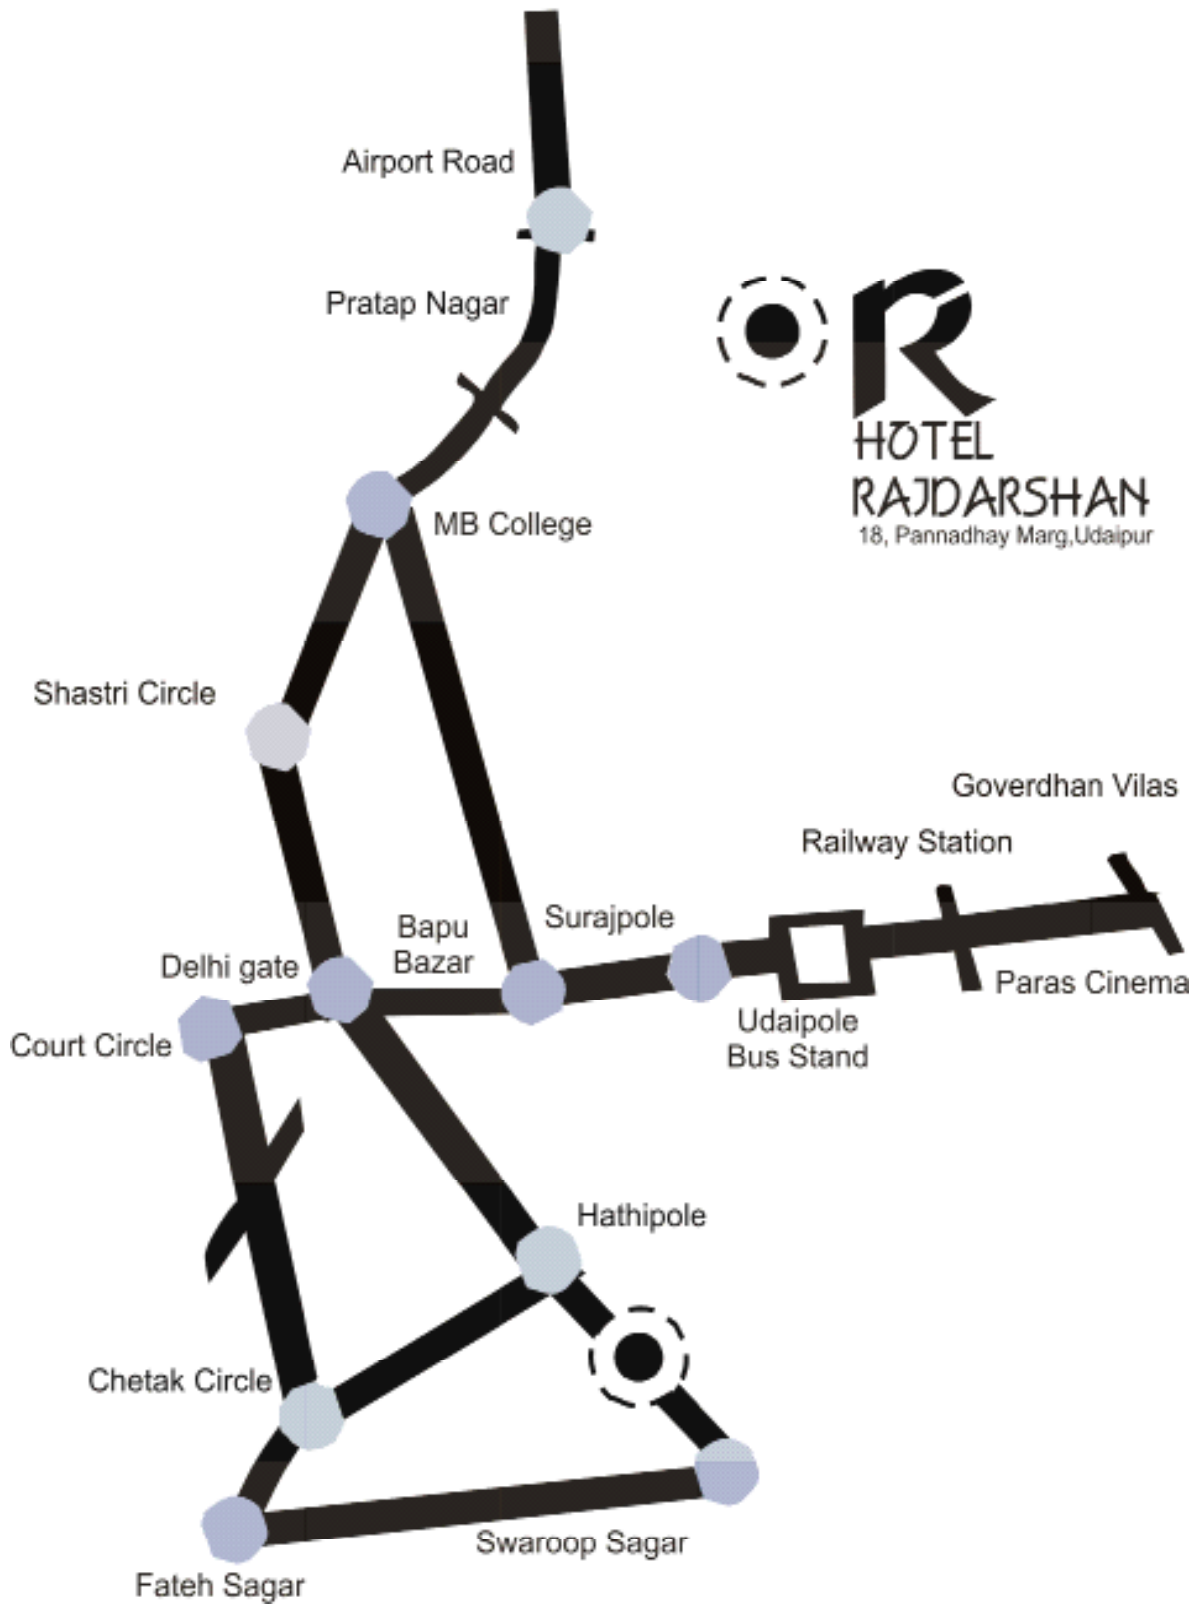 Airport Road
Pratap Nagar
R
HOTEL
RAJDARSHAN
18, Pannadhay Marg,Udaipur
MB College
Shastri Circle
Goverdhan Vilas
Railway Station
Surajpole
Bapu
Bazar
Delhi gate
Paras Cinema
Court Circle
Udaipole
Bus Stand
Hathipole
Chetak Circle
Swaroop Sagar
Fateh Sagar